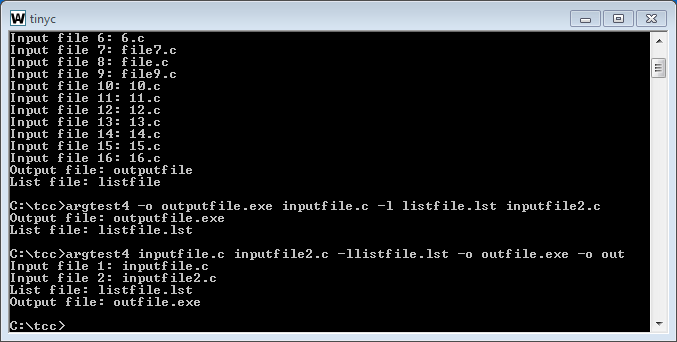 tinyc
Input file 6: 6.c
Input file 7: file7.c
Input file 8: file.c
Input file 9: file9.c
Input file 10: 10.c
Input file 11: 11.c
Input file 12: 12.c
Input file 13: 13.c
Input file 14: 14.c
Input file 15: 15.c
Input file 16: 16.c
Output file: outputfile
List file: listfile
C:\tcc>argtest4 -o outputfile.exe inputfile.c -l listfile.lst inputfile2.c
Output file: outputfile.exe
List file: listfile.lst
C:\tcc>argtest4 inputfile.c inputfile2.c -llistfile.lst -o outfile.exe -o out
Input file 1: inputfile.c
Input file 2: inputfile2.c
List file: listfile.lst
Output file: outfile.exe
C:\tcc>